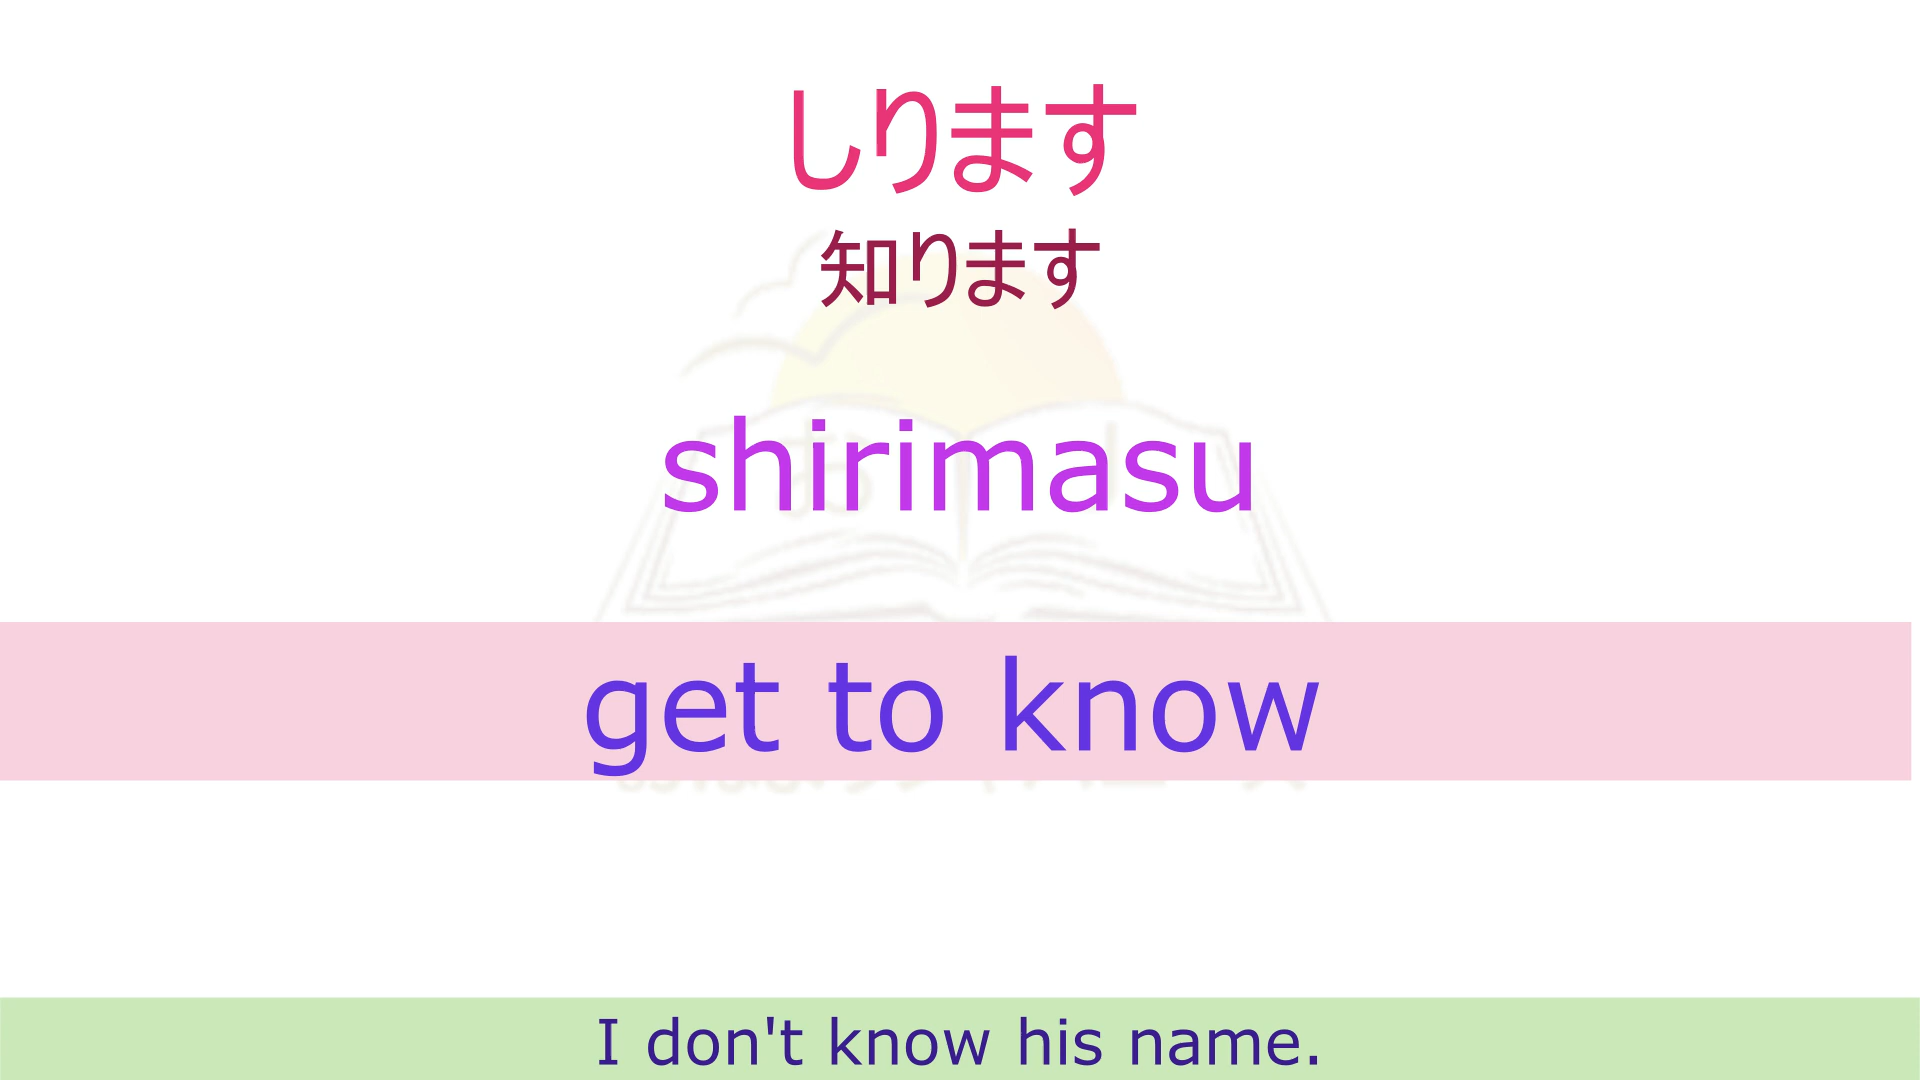 しります
知ります
shirimasu
get to know
I don't know his name.